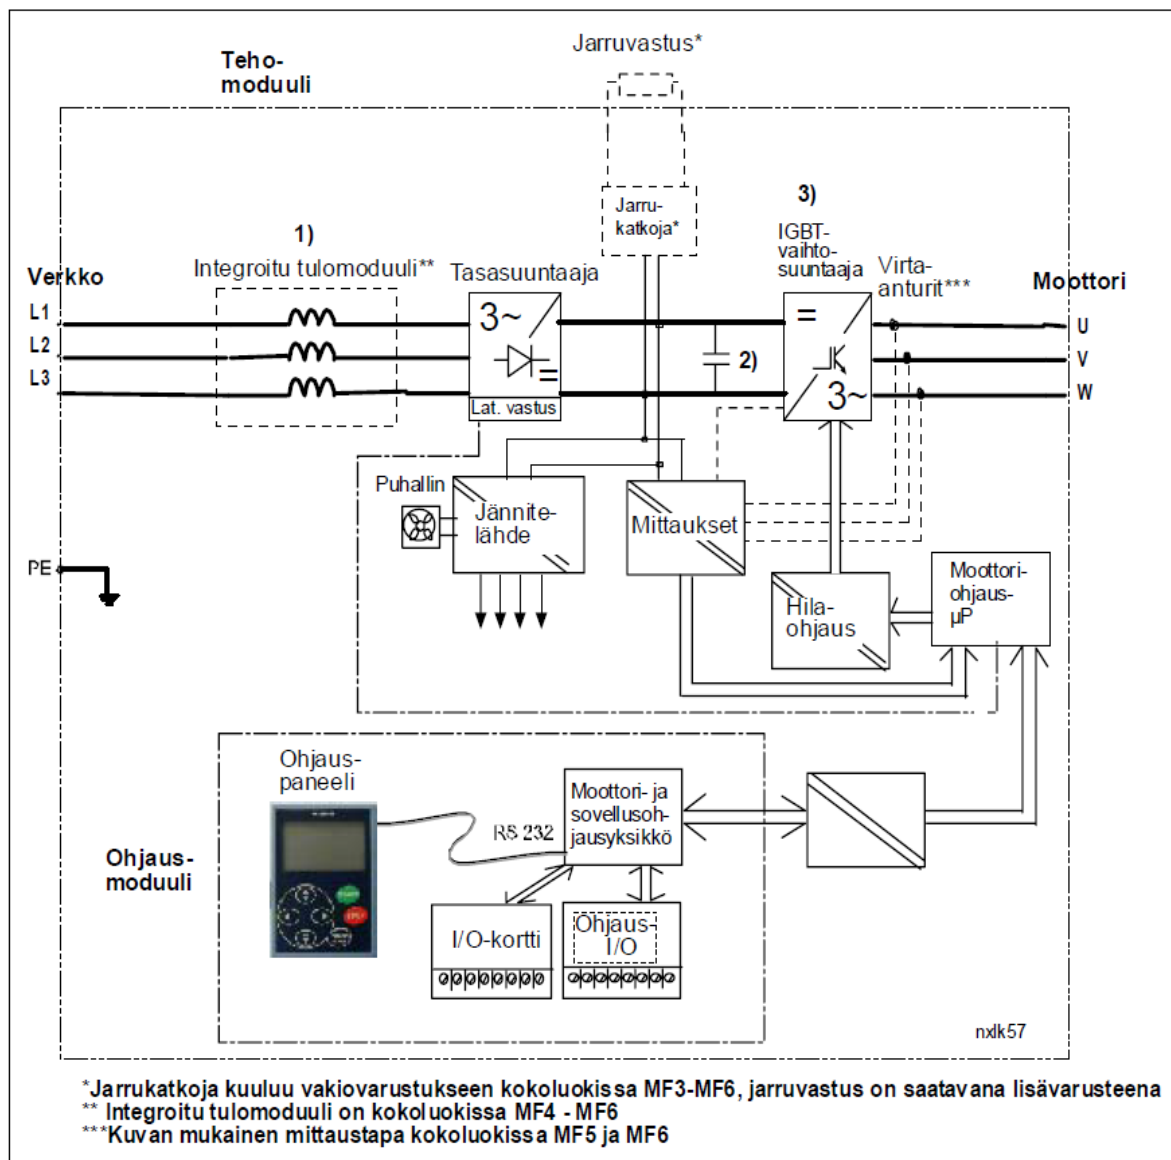 Jarruvastus*
Teho-
moduuli
Jarru-
katkoja*
3)
IGBT-
vaihto-
suuntaaja
1)
Integroitu tulomoduuli**
Tasasuuntaaja
Virta-
anturit***
Verkko
Moottori
L1
L2
L3
3~
=
Lat. vastus
2)
=
3~
U
V
W
Puhallin
Jännite-
lähde
Mittaukset
PE
Hila-
ohjaus
Moottori-
ohjaus-
µP
Ohjaus-
paneeli
RS 232
Moottori- ja
sovellusoh-
jausyksikkö
Ohjaus-
moduuli
I/O-kortti
Ohjaus-
I/O
nxlk57
*Jarrukatkoja kuuluu vakiovarustukseen kokoluokissa MF3-MF6, jarruvastus on saatavana lisävarusteena
** Integroitu tulomoduuli on kokoluokissa MF4 - MF6
***Kuvan mukainen mittaustapa kokoluokissa MF5 ja MF6